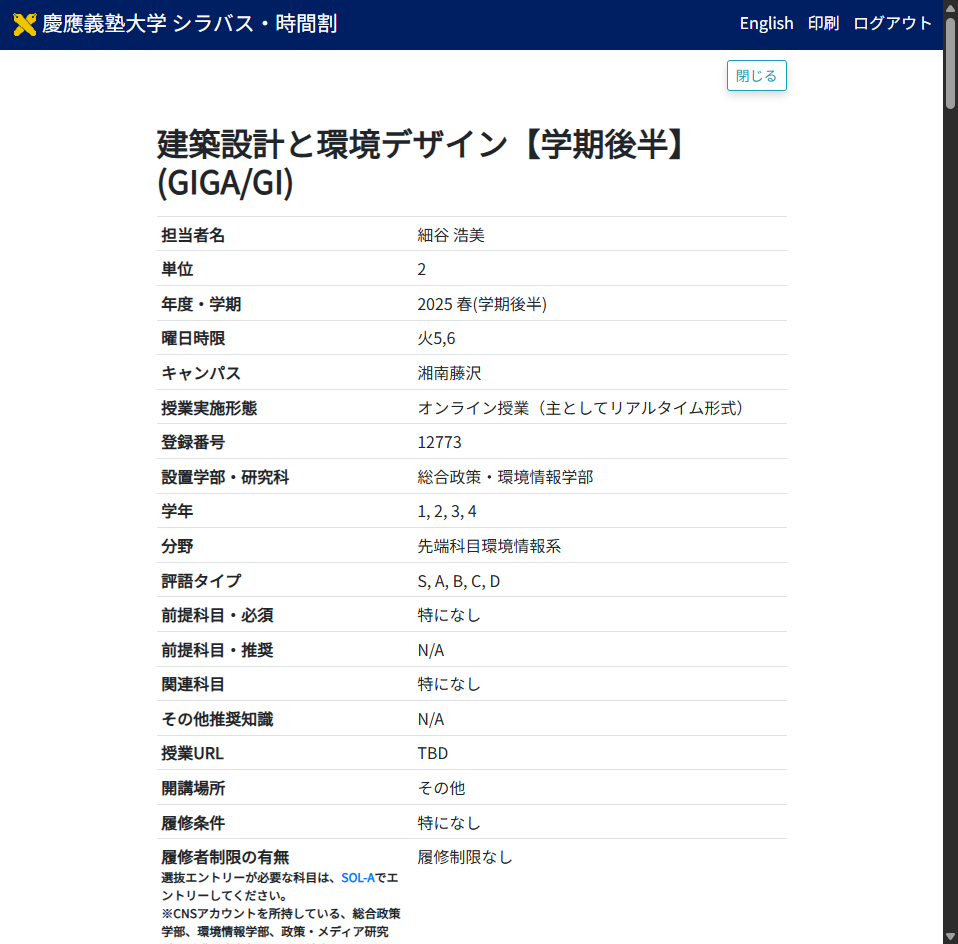 慶應義塾大学 シラバス・時間割
English 印刷 ログアウト
閉じる
建築設計と環境デザイン【学期後半】
(GIGA/GI)
担当者名 細谷 浩美
単位 2
年度・学期 2025 春(学期後半)
曜日時限 火5,6
キャンパス 湘南藤沢
授業実施形態 オンライン授業（主としてリアルタイム形式）
登録番号 12773
設置学部・研究科 総合政策・環境情報学部
学年 1, 2, 3, 4
分野 先端科目環境情報系
評語タイプ S, A, B, C, D
前提科目・必須 特になし
前提科目・推奨 N/A
関連科目 特になし
その他推奨知識 N/A
授業URL TBD
開講場所 その他
履修条件 特になし
履修者制限の有無 履修制限なし
選抜エントリーが必要な科目は、SOL-Aでエ
ントリーしてください。
※CNSアカウントを所持している、総合政策
学部、環境情報学部、政策・メディア研究